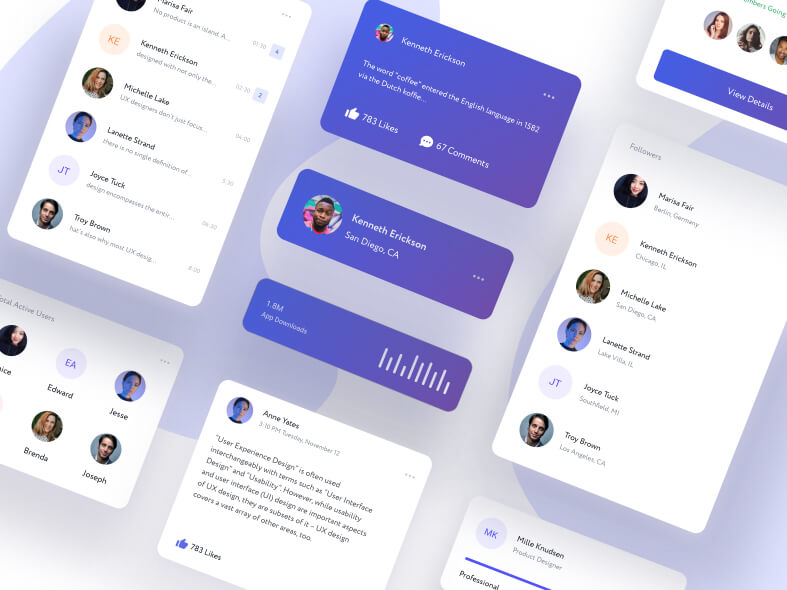 Marisa Fair
No product is an island. A...
01:30
4
KE
Kenneth Erickson
designed with not only the...
02:30
2
Michelle Lake
UX designers don't just focus...
04:00
Lanette Strand
there is no single definition of...
5:30
JT
Joyce Tuck
design encompasses the entir...
06:30
Troy Brown
hat's also why most UX desig...
8:00
Total Active Users
EA
Edward
Jesse
Brenda
Joseph
Kenneth Erickson
The word "coffee" entered the English language in 1582
via the Dutch koffie...
783 Likes
67 Comments
Kenneth Erickson
San Diego, CA
1.8M
App Downloads
Anne Yates
3:10 PM Tuesday, November 12
"User Experience Design" is often used
interchangeably with terms such as "User Interface
Design" and "Usability". However, while usability
and user interface (UI) design are important aspects
of UX design, they are subsets of it – UX design
covers a vast array of other areas, too.
783 Likes
Going
View Details
Followers
Marisa Fair
Berlin, Germany
KE
Kenneth Erickson
Chicago, IL
Michelle Lake
San Diego, CA
Lanette Strand
Lake Villa, IL
JT
Joyce Tuck
Southfield, MI
Troy Brown
Los Angeles, CA
MK
Mille Knudsen
Product Designer
Professional